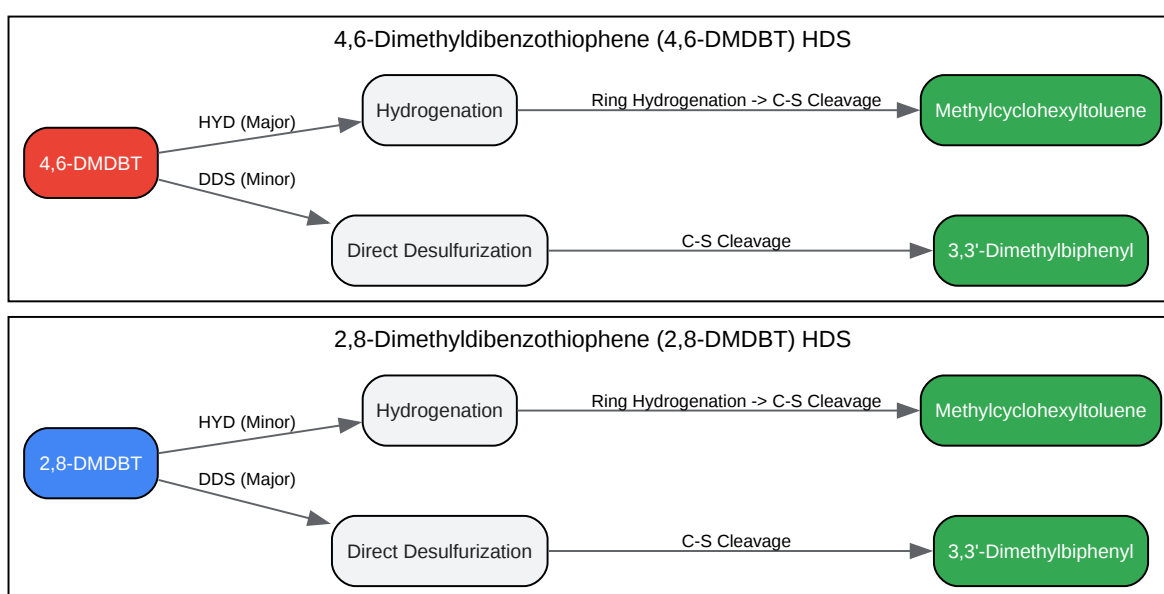 4,6-Dimethyldibenzothiophene (4,6-DMDBT) HDS
Hydrogenation
Ring Hydrogenation -> C-S Cleavage
Methylcyclohexyltoluene
HYD (Major)
4,6-DMDBT
DDS (Minor)
Direct Desulfurization
C-S Cleavage
3,3'-Dimethylbiphenyl
2,8-Dimethyldibenzothiophene (2,8-DMDBT) HDS
Hydrogenation
Ring Hydrogenation -> C-S Cleavage
Methylcyclohexyltoluene
HYD (Minor)
2,8-DMDBT
DDS (Major)
Direct Desulfurization
C-S Cleavage
3,3'-Dimethylbiphenyl